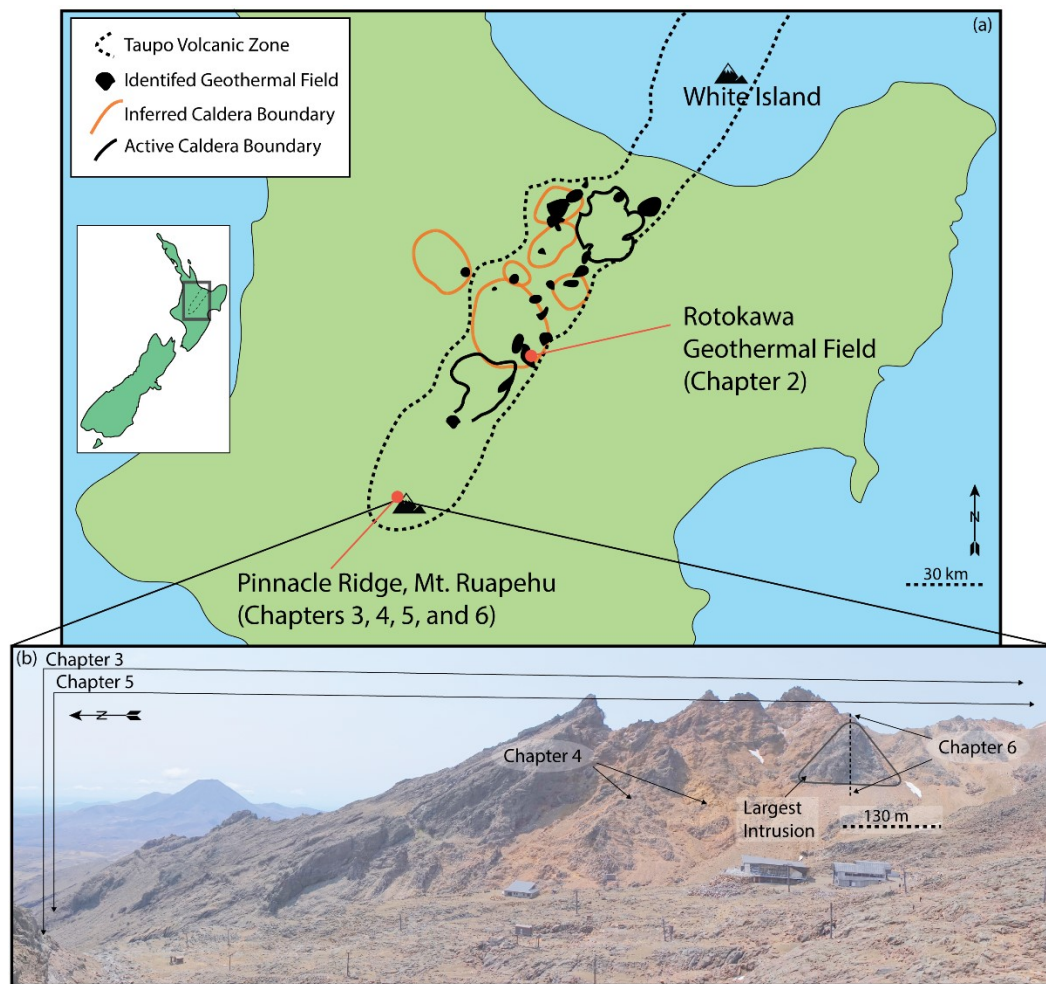 (a)
Taupo Volcanic Zone
Identifed Geothermal Field
Inferred Caldera Boundary
Active Caldera Boundary
White Island
Rotokawa
Geothermal Field
(Chapter 2)
N
30 km
Pinnacle Ridge, Mt. Ruapehu
(Chapters 3, 4, 5, and 6)
(b)
Chapter 3
Chapter 5
N
Chapter 4
Chapter 6
Largest
Intrusion
130 m